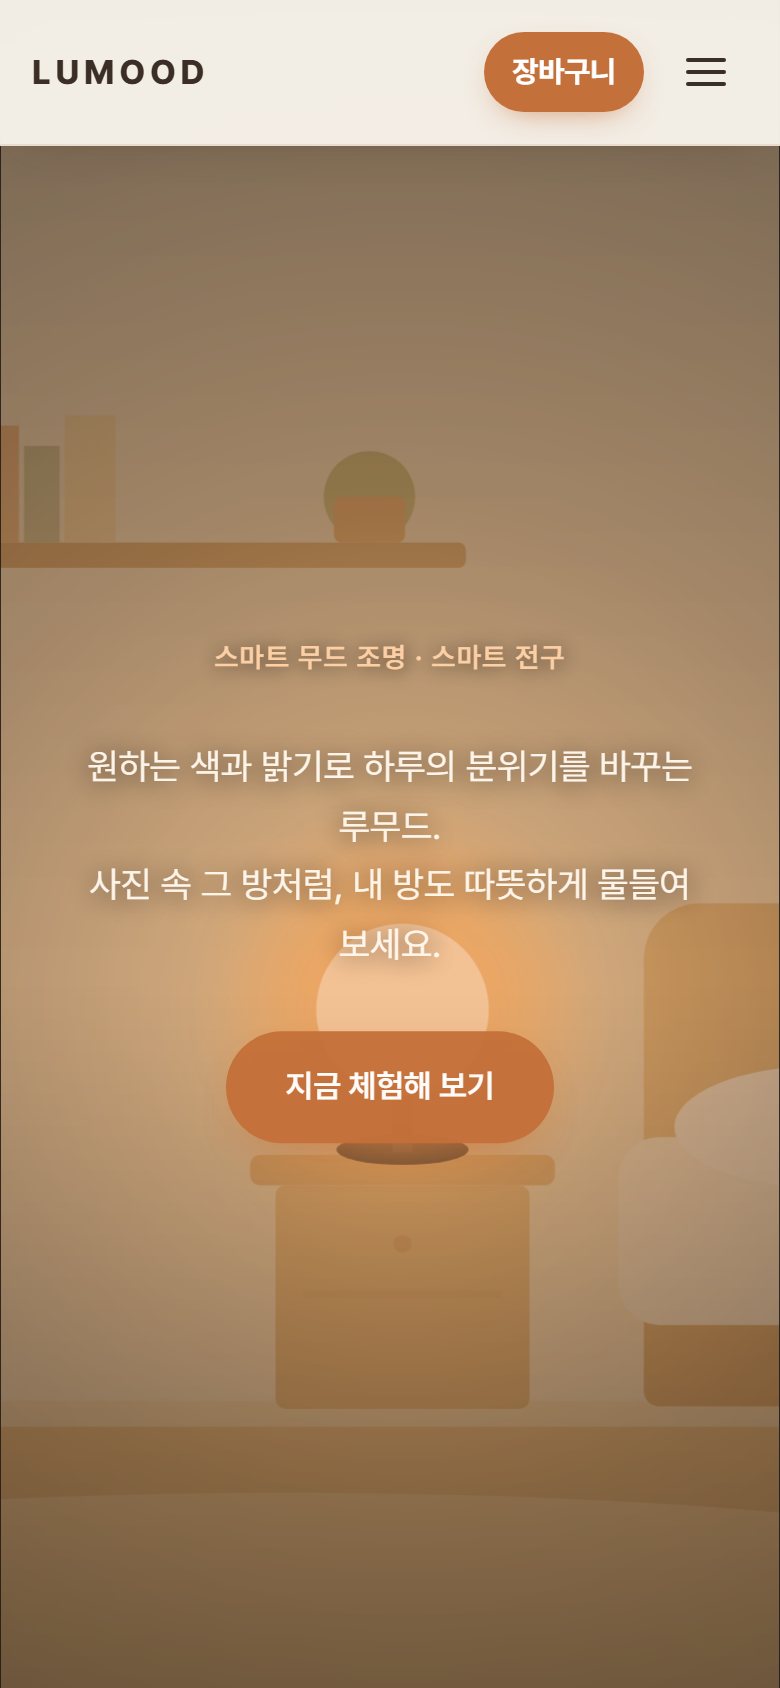 LUMOOD
장바구니
스마트 무드 조명 · 스마트 전구
원하는 색과 밝기로 하루의 분위기를 바꾸는
루무드.
사진 속 그 방처럼, 내 방도 따뜻하게 물들여
보세요.
지금 체험해 보기